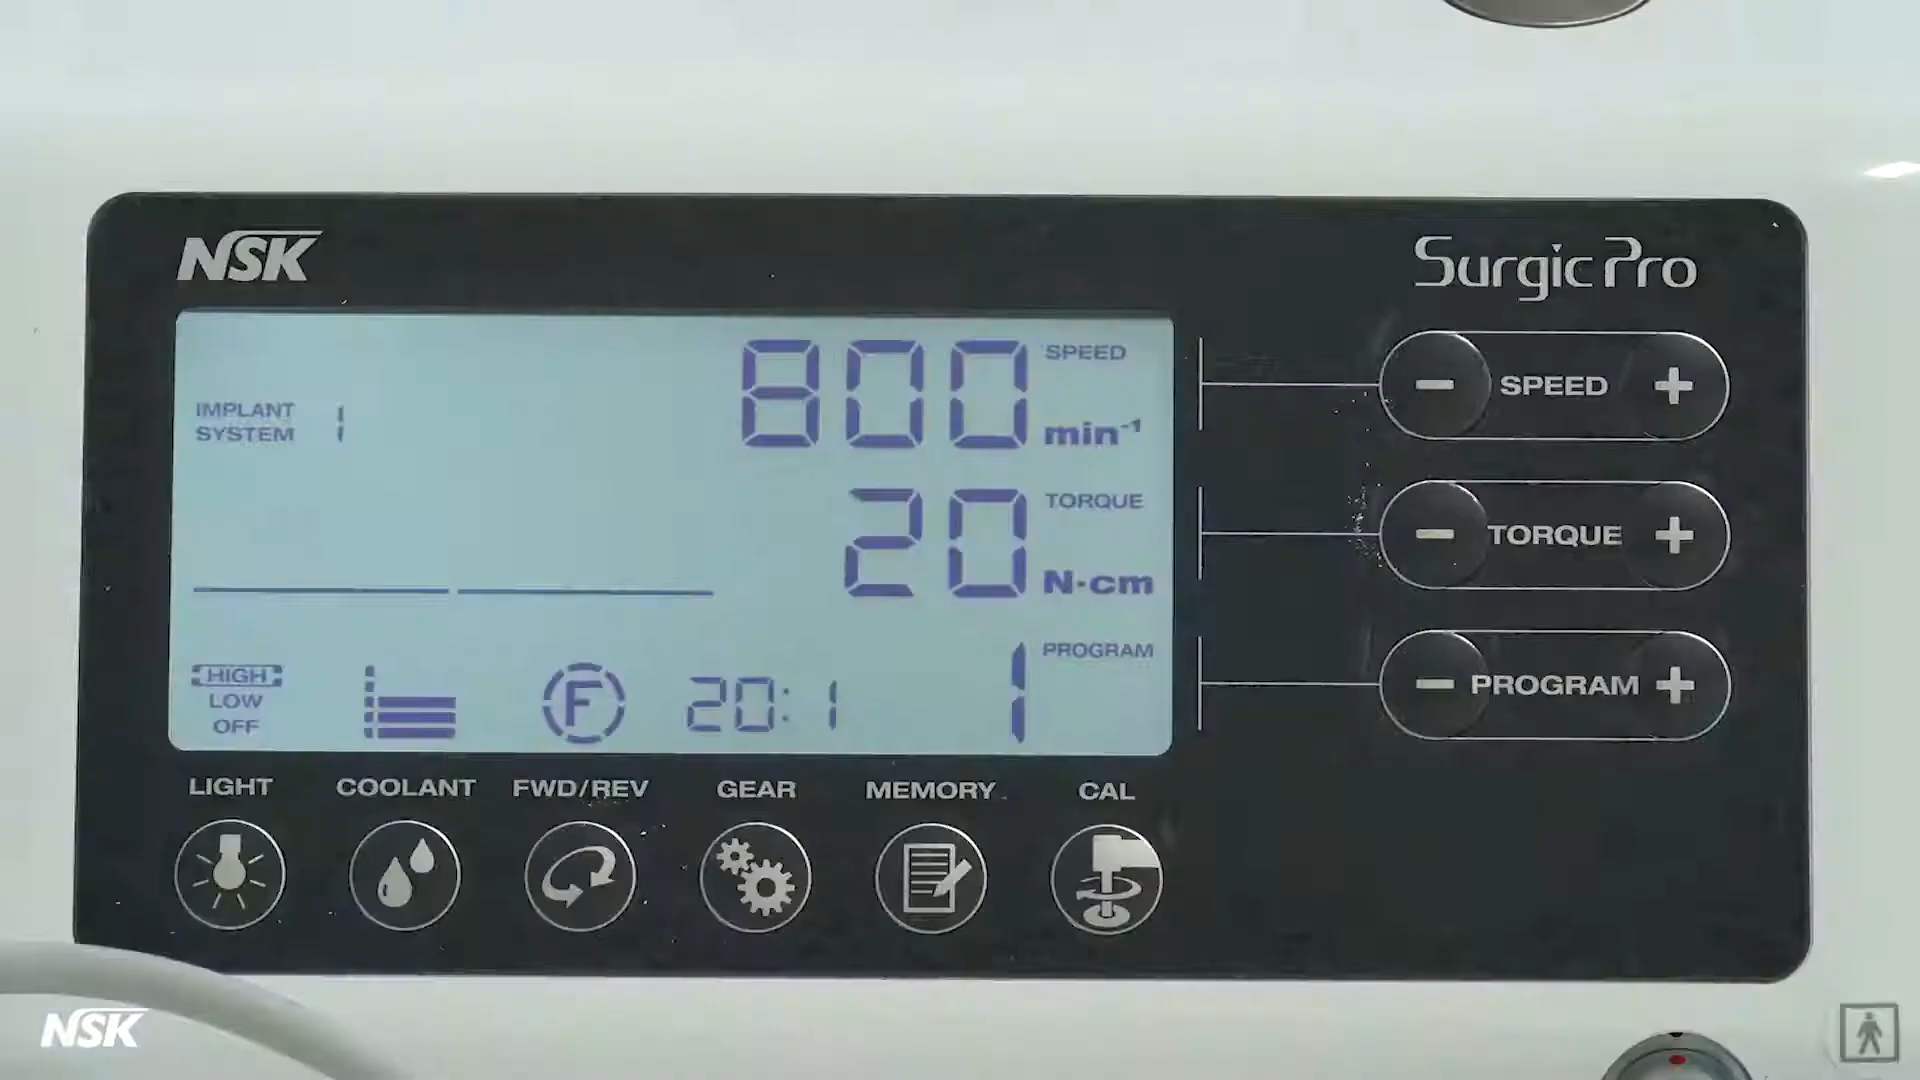 NSK
Surgic Pro
800 SPEED
min-1
IMPLANT
SYSTEM 1
- SPEED +
20 TORQUE
N·cm
- TORQUE +
1 PROGRAM
- PROGRAM +
HIGH
LOW
OFF
F
20:1
LIGHT COOLANT FWD/REV GEAR MEMORY CAL
NSK